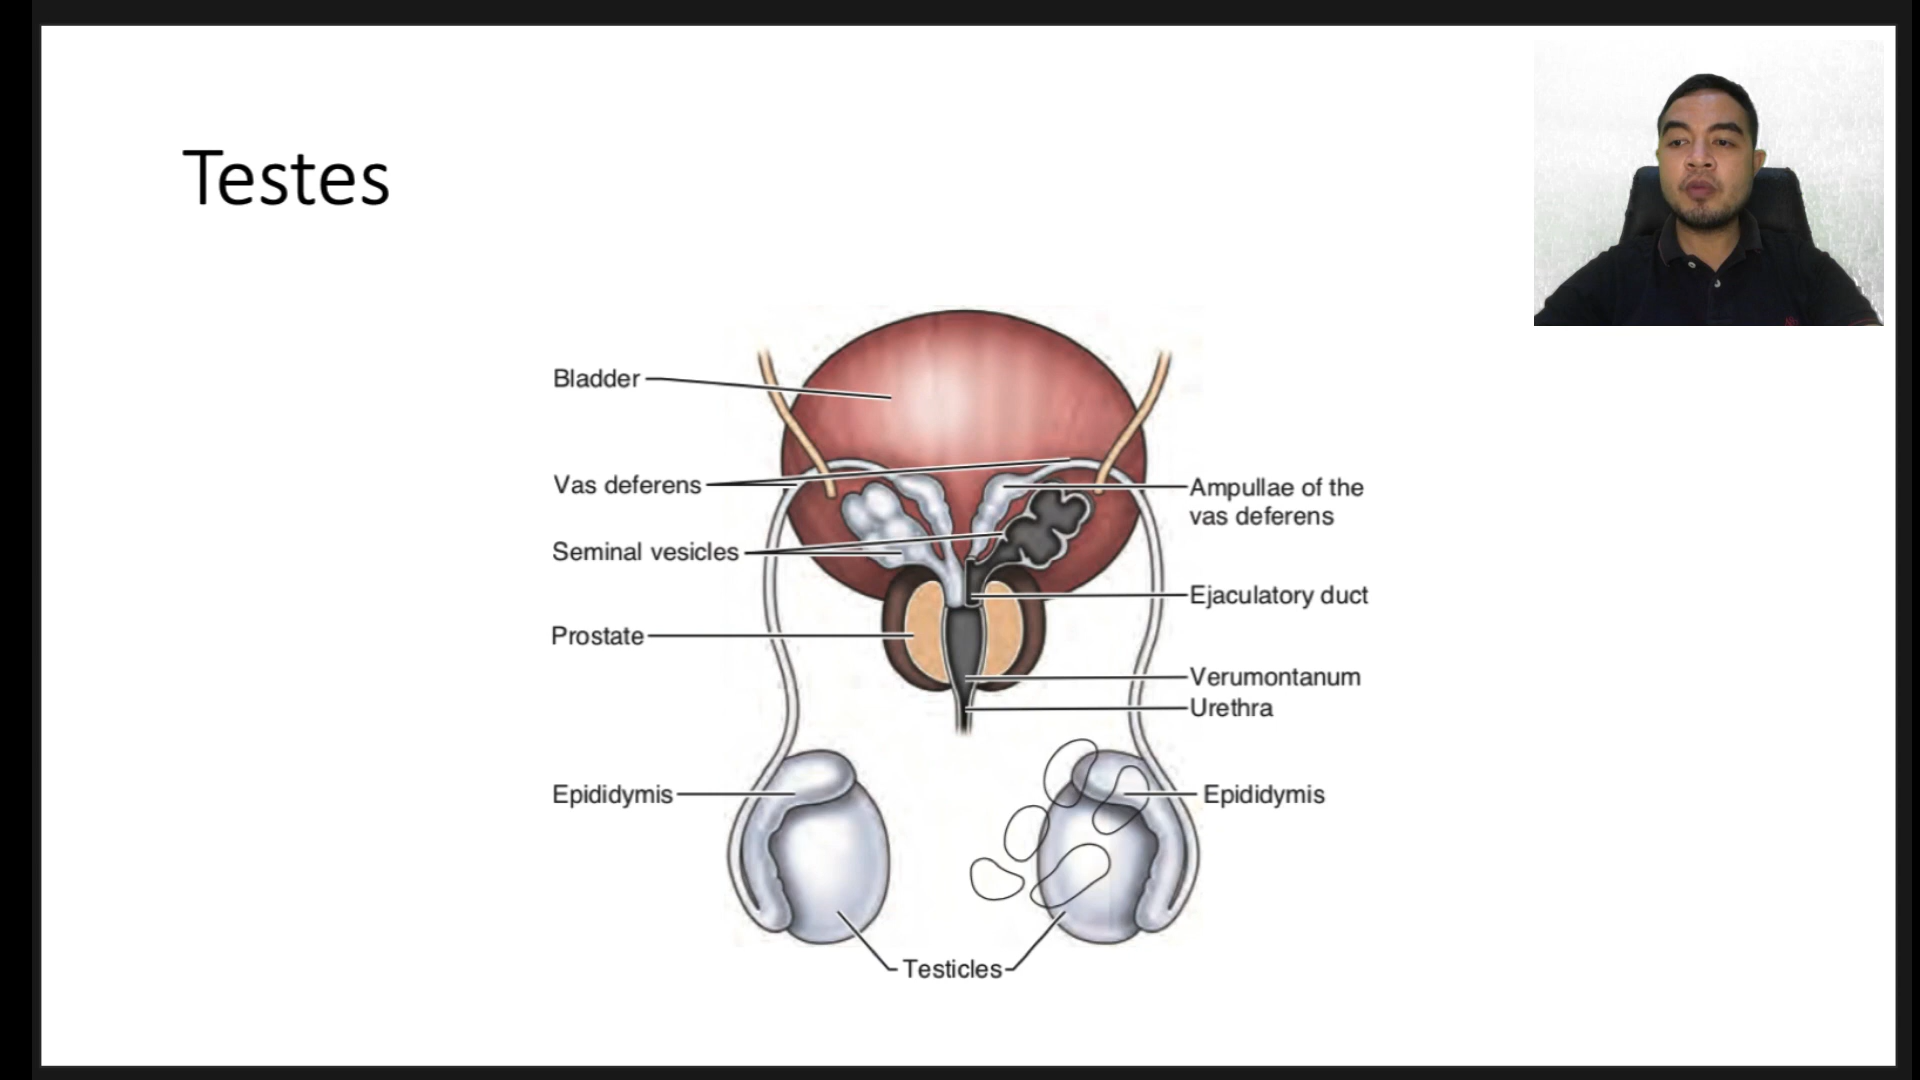 Testes
Bladder
Vas deferens
Seminal vesicles
Prostate
Epididymis
Ampullae of the
vas deferens
Ejaculatory duct
Verumontanum
Urethra
Epididymis
Testicles